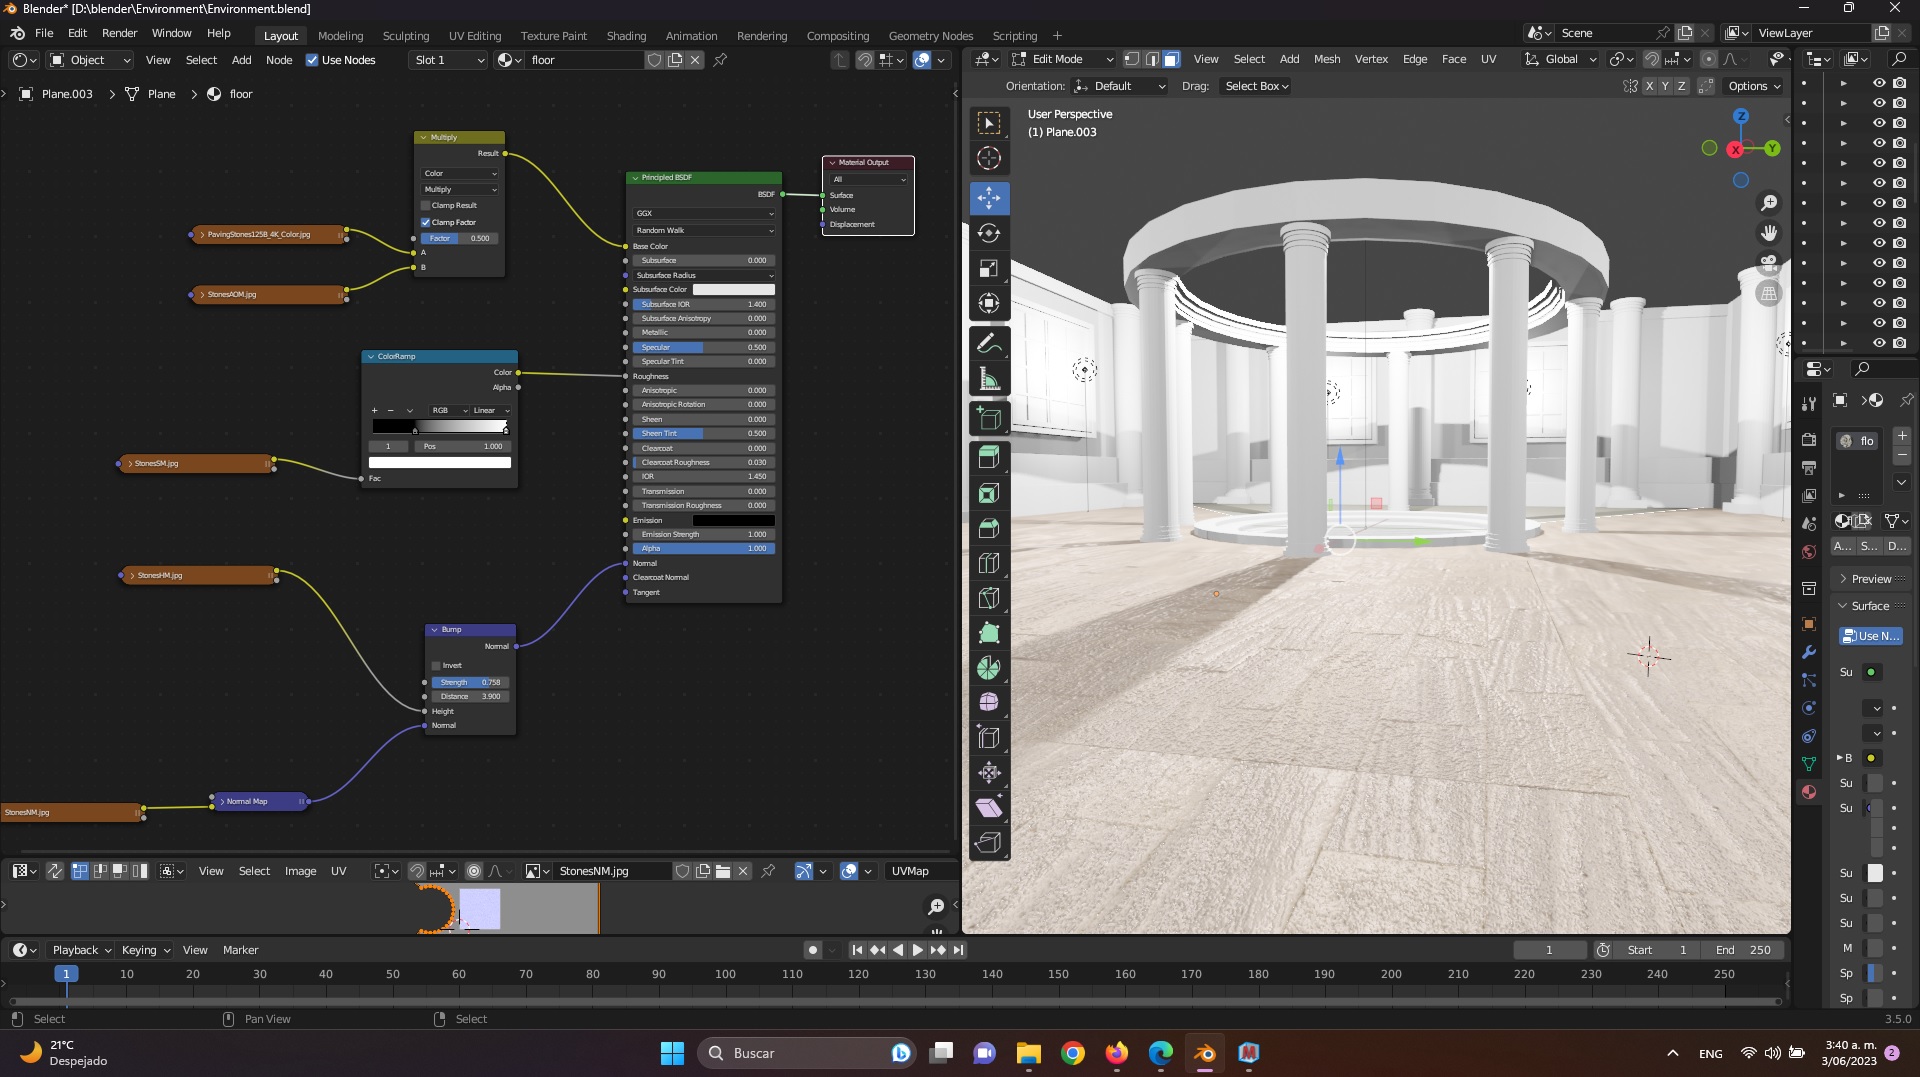 Blender* [D:\blender\Environment\Environment.blend]
File Edit Render Window Help Layout Modeling Sculpting UV Editing Texture Paint Shading Animation Rendering Compositing Geometry Nodes Scripting + Scene ViewLayer
Object View Select Add Node Use Nodes Slot 1 floor
Edit Mode View Select Add Mesh Vertex Edge Face UV Global
Orientation: Default Drag: Select Box X Y Z Options
Plane.003 > Plane > floor
User Perspective
(1) Plane.003
Z
X
Y
Multiply
Result
Color
Multiply
Clamp Result
Clamp Factor
Factor 0.500
A
B
PavingStones125B_4K_Color.jpg
StonesAOM.jpg
ColorRamp
Color
Alpha
+ − RGB Linear
1 Pos 1.000
Fac
StonesSM.jpg
StonesHM.jpg
Bump
Normal
Invert
Strength 0.758
Distance 3.900
Height
Normal
Normal Map
StonesNM.jpg
Principled BSDF
BSDF
GGX
Random Walk
Base Color
Subsurface 0.000
Subsurface Radius
Subsurface Color
Subsurface IOR 1.400
Subsurface Anisotropy 0.000
Metallic 0.000
Specular 0.500
Specular Tint 0.000
Roughness
Anisotropic 0.000
Anisotropic Rotation 0.000
Sheen 0.000
Sheen Tint 0.500
Clearcoat 0.000
Clearcoat Roughness 0.030
IOR 1.450
Transmission 0.000
Transmission Roughness 0.000
Emission
Emission Strength 1.000
Alpha 1.000
Normal
Clearcoat Normal
Tangent
Material Output
All
Surface
Volume
Displacement
flo
A... S... D...
Preview
Surface
Use N...
Su
B
Su
Su
Su
Su
Su
M
Sp
Sp
View Select Image UV StonesNM.jpg UVMap
Playback Keying View Marker 1 Start 1 End 250
1 10 20 30 40 50 60 70 80 90 100 110 120 130 140 150 160 170 180 190 200 210 220 230 240 250
Select Pan View Select 3.5.0
21°C
Despejado
Buscar
ENG
3:40 a. m.
3/06/2023
2